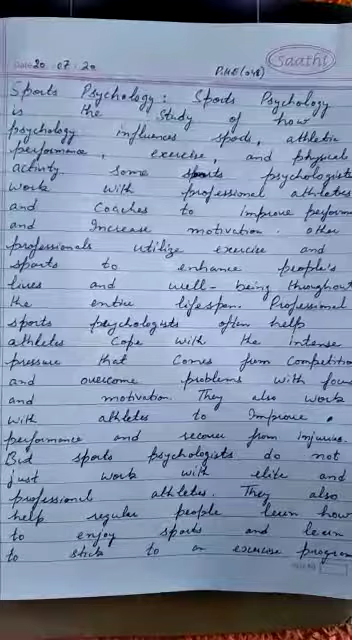 Date 20 . 07 . 20
P.HE(048)
Saathi
Sports Psychology : Sports Psychology
is the study of how
psychology influences spods, athletic
performance, exercise, and physical
activity some sports psychologists
work with professional athletes
and Coaches to improve perform
and Increase motivation. other
professionals utilize exercise and
sports to enhance people's
lives and well-being throughout
the entire lifespan. Professional
sports psychologists often help
athletes Cope with the intense
pressure that Comes from Competition
and overcome problems with focus
and motivation. They also work
with athletes to Improve
performance and recover from injuries.
But sports psychologists do not
Just work with elite and
professional athletes. They also
help regular people learn how
to enjoy sports and learn
to stick to an exercise program